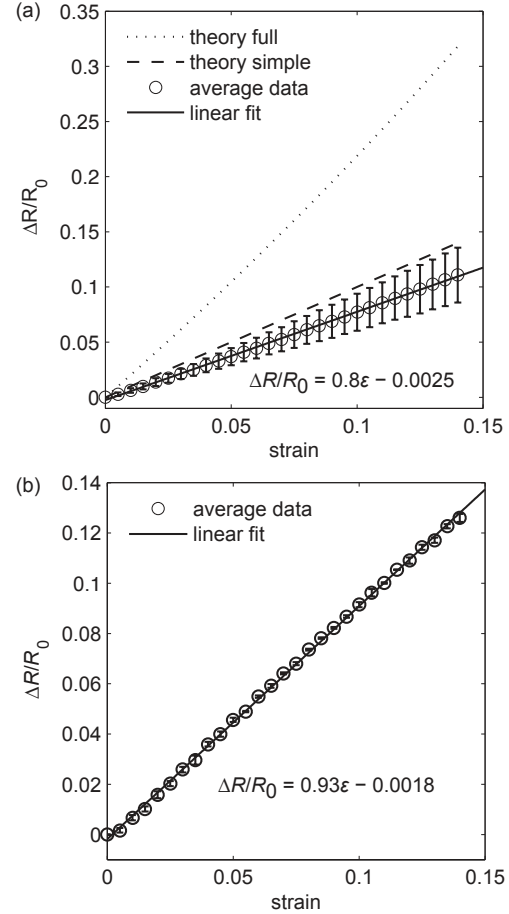 (a)
0.35
0.3
0.25
0.2
0.15
0.1
0.05
0
ΔR/R₀
theory full
theory simple
average data
linear fit
ΔR/R₀ = 0.8ε − 0.0025
0 0.05 0.1 0.15
strain
(b)
0.14
0.12
0.1
0.08
0.06
0.04
0.02
0
ΔR/R₀
average data
linear fit
ΔR/R₀ = 0.93ε − 0.0018
0 0.05 0.1 0.15
strain